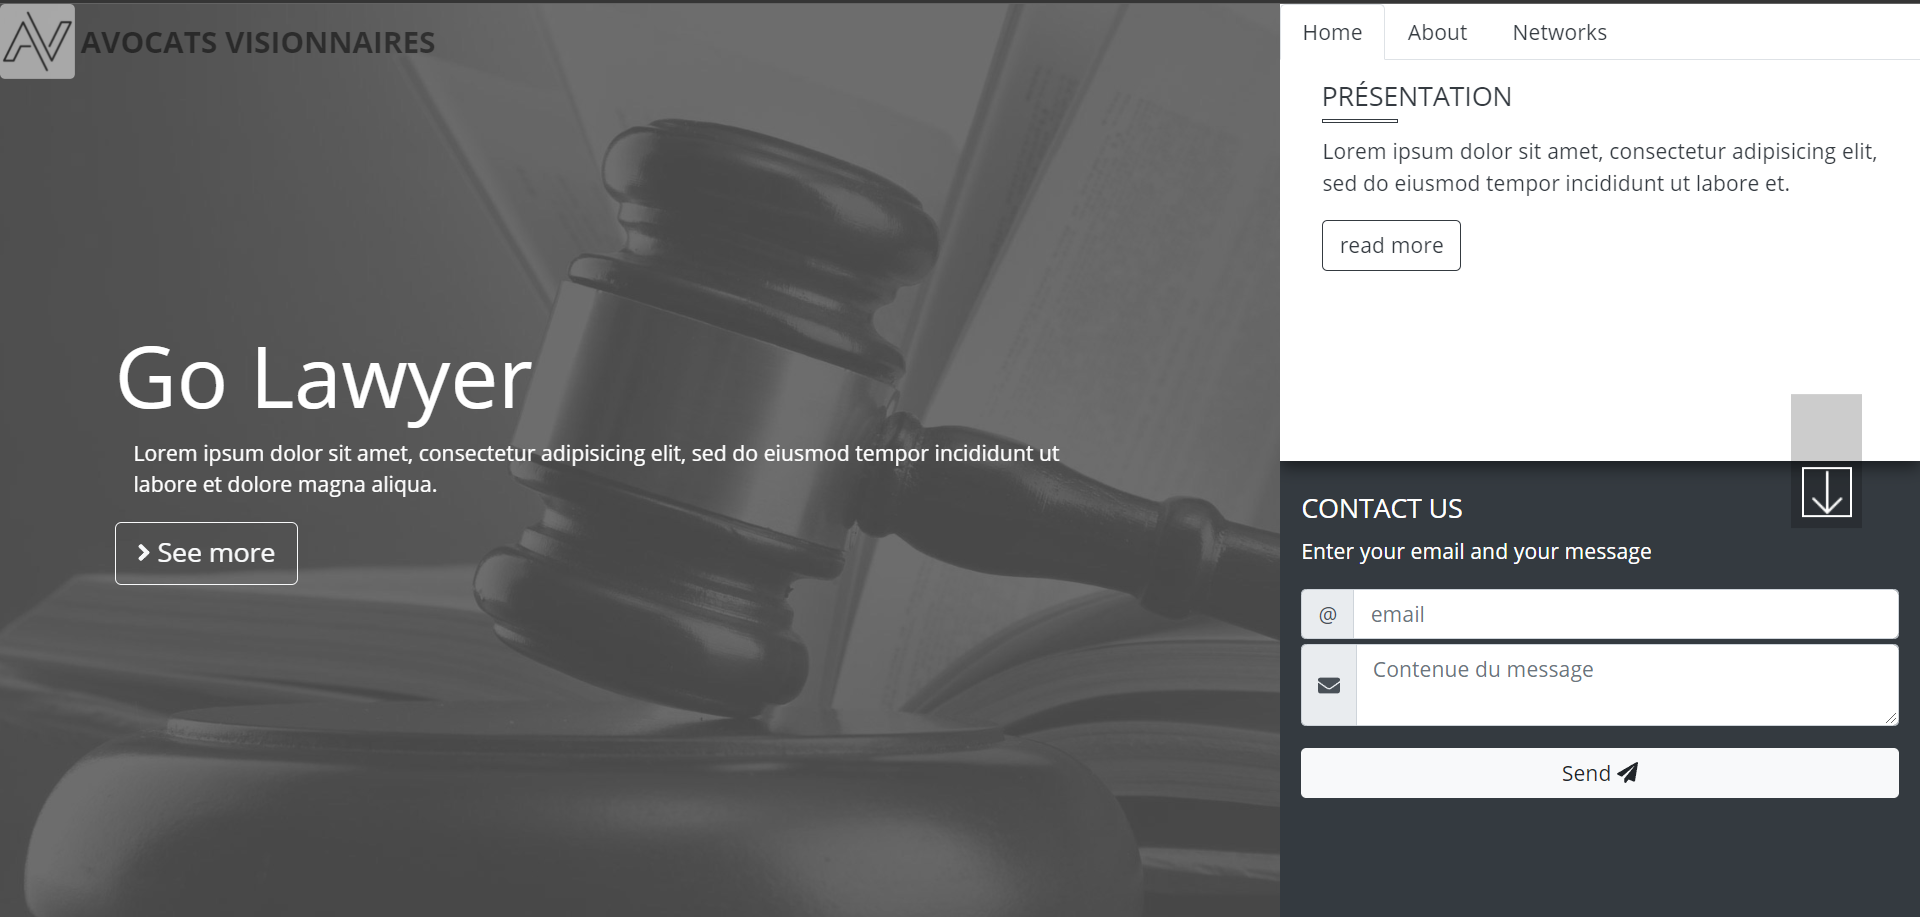 AV AVOCATS VISIONNAIRES
Go Lawyer
Lorem ipsum dolor sit amet, consectetur adipisicing elit, sed do eiusmod tempor incididunt ut
labore et dolore magna aliqua.
See more
Home About Networks
PRÉSENTATION
Lorem ipsum dolor sit amet, consectetur adipisicing elit,
sed do eiusmod tempor incididunt ut labore et.
read more
CONTACT US
Enter your email and your message
@ email
Contenue du message
Send